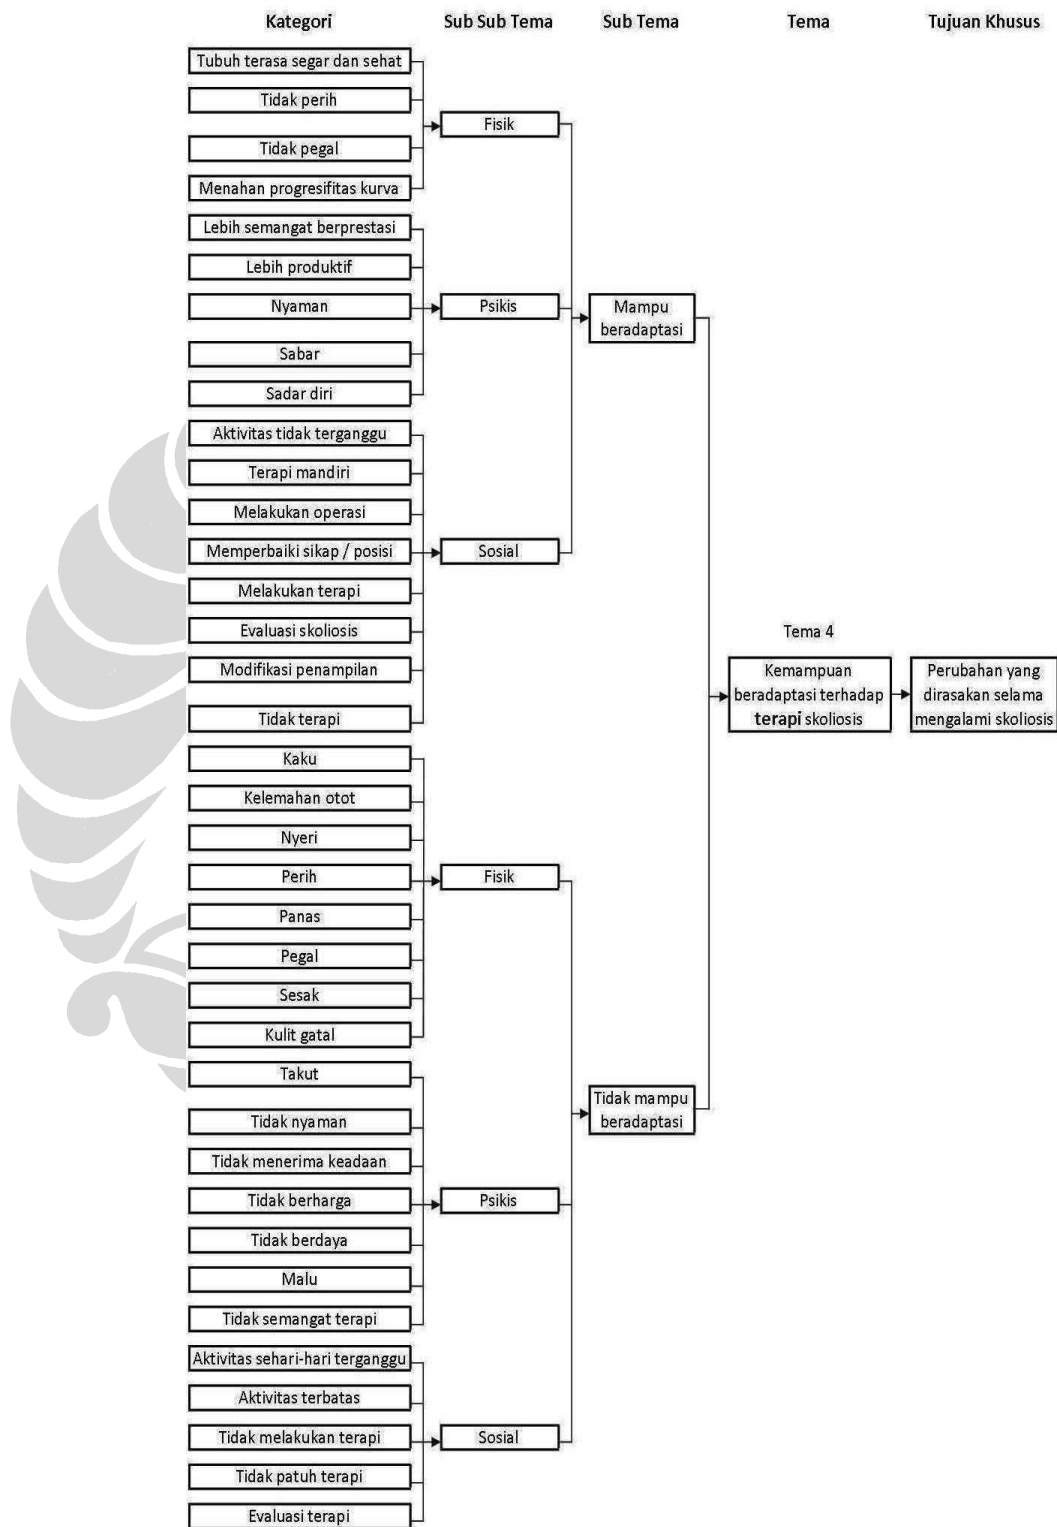 Kategori Sub Sub Tema Sub Tema Tema Tujuan Khusus
Tubuh terasa segar dan sehat
Tidak perih
Fisik
Tidak pegal
Menahan progresifitas kurva
Lebih semangat berprestasi
Lebih produktif
Nyaman
Psikis
Mampu
beradaptasi
Sabar
Sadar diri
Aktivitas tidak terganggu
Terapi mandiri
Melakukan operasi
Memperbaiki sikap / posisi
Sosial
Melakukan terapi
Evaluasi skoliosis
Modifikasi penampilan
Tidak terapi
Tema 4
Kemampuan
beradaptasi terhadap
terapi skoliosis
Perubahan yang
dirasakan selama
mengalami skoliosis
Kaku
Kelemahan otot
Nyeri
Perih
Fisik
Panas
Pegal
Sesak
Kulit gatal
Takut
Tidak mampu
beradaptasi
Tidak nyaman
Tidak menerima keadaan
Tidak berharga
Psikis
Tidak berdaya
Malu
Tidak semangat terapi
Aktivitas sehari-hari terganggu
Aktivitas terbatas
Tidak melakukan terapi
Sosial
Tidak patuh terapi
Evaluasi terapi